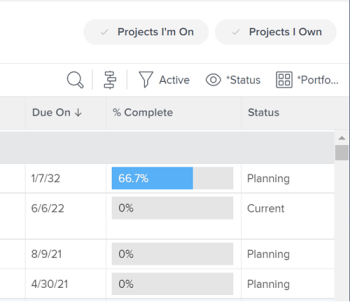 Projects I'm On Projects I Own
Active *Status *Portfo...
Due On ↓ % Complete Status
1/7/32 66.7% Planning
6/6/22 0% Current
8/9/21 0% Planning
4/30/21 0% Planning